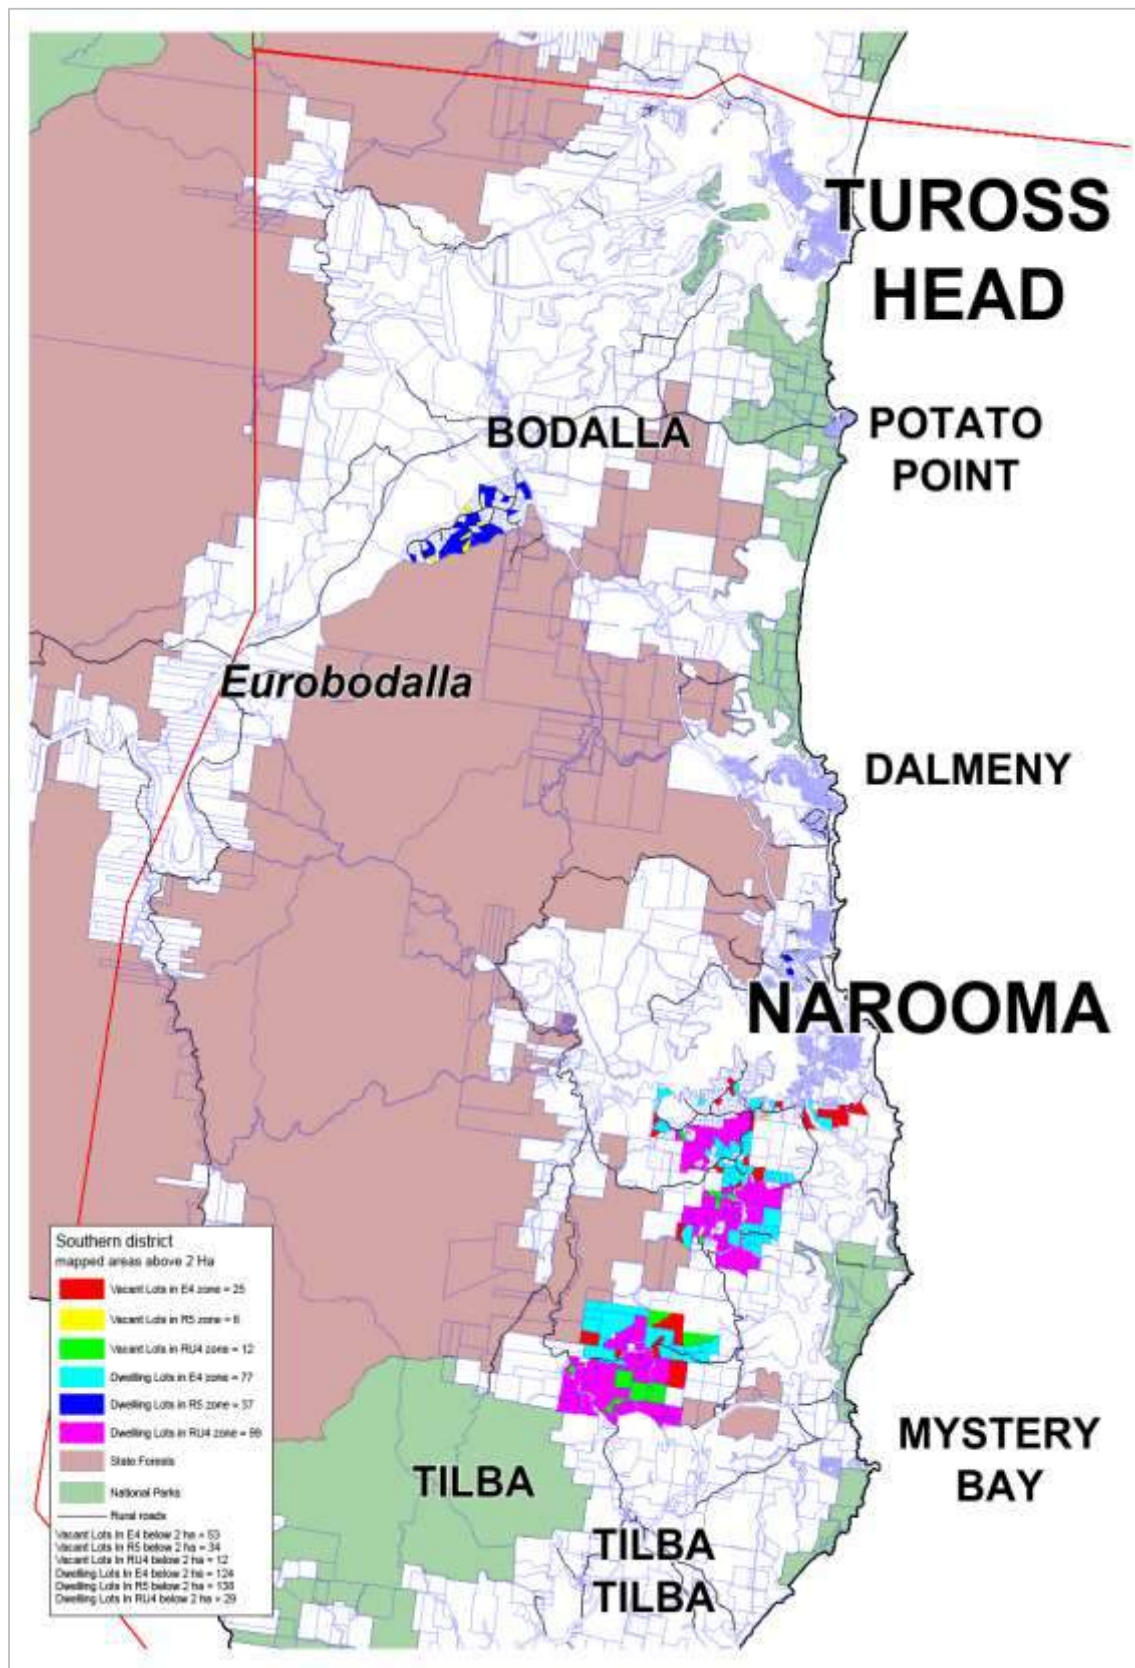 TUROSS
HEAD
BODALLA
POTATO
POINT
Eurobodalla
DALMENY
NAROOMA
MYSTERY
BAY
TILBA
TILBA
TILBA
Southern district
mapped areas above 2 Ha
Vacant Lots in E4 zone = 25
Vacant Lots in R5 zone = 6
Vacant Lots in RU4 zone = 12
Dwelling Lots in E4 zone = 77
Dwelling Lots in R5 zone = 37
Dwelling Lots in RU4 zone =
State Forests
National Parks
Rural roads
Vacant Lots In E4 below 2 ha = 53
Vacant Lots In R5 below 2 ha = 34
Vacant Lots In RU4 below 2 ha = 12
Dwelling Lots In E4 below 2 ha = 124
Dwelling Lots In R5 below 2 ha =
Dwelling Lots In RU4 below 2 ha = 29